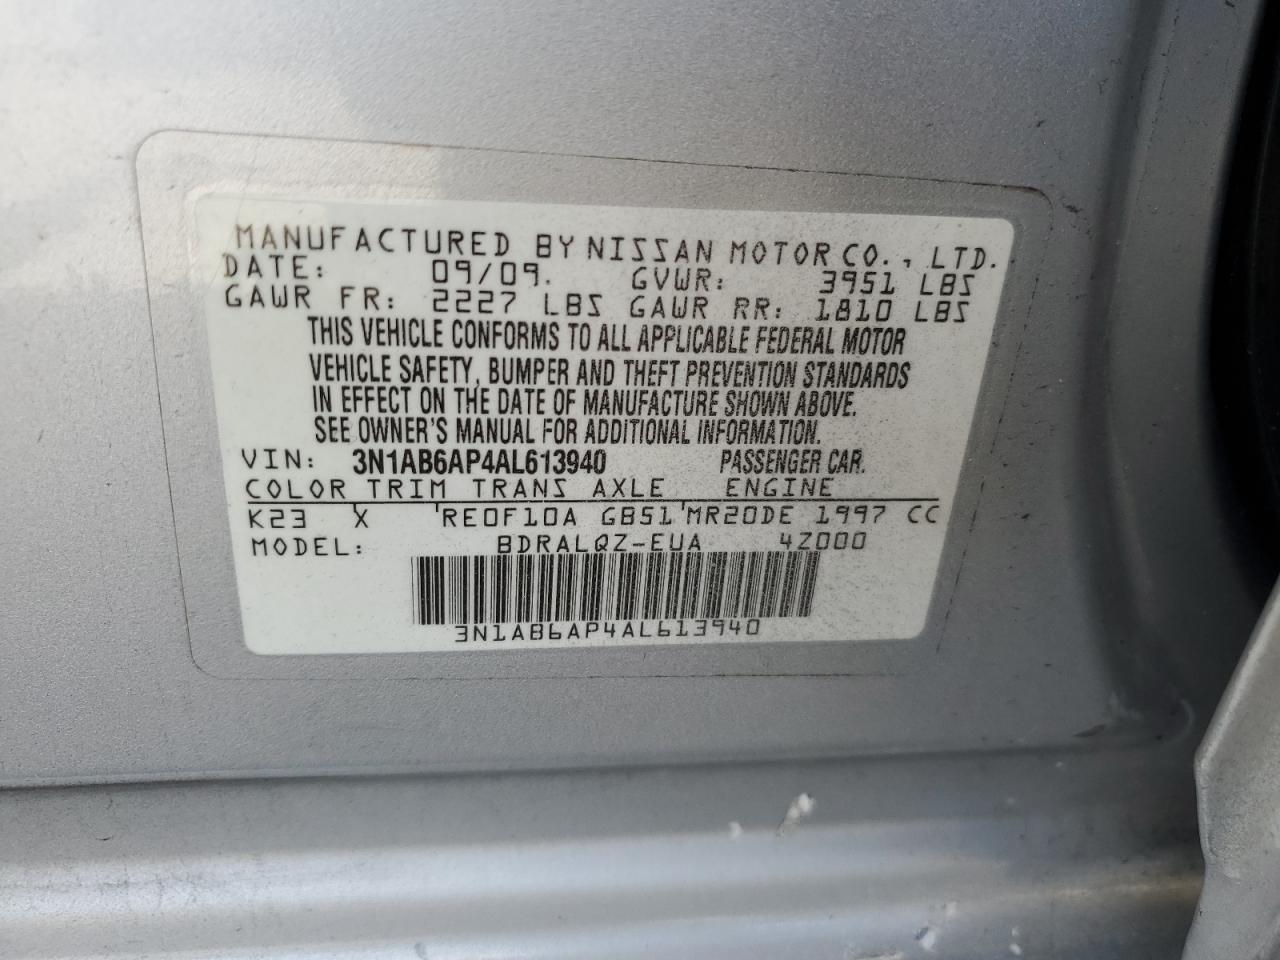 MANUFACTURED BY NISSAN MOTOR CO., LTD.
DATE: 09/09. GVWR: 3951 LBS
GAWR FR: 2227 LBS GAWR RR: 1810 LBS
THIS VEHICLE CONFORMS TO ALL APPLICABLE FEDERAL MOTOR
VEHICLE SAFETY, BUMPER AND THEFT PREVENTION STANDARDS
IN EFFECT ON THE DATE OF MANUFACTURE SHOWN ABOVE.
SEE OWNER'S MANUAL FOR ADDITIONAL INFORMATION.
VIN: 3N1AB6AP4AL613940 PASSENGER CAR.
COLOR TRIM TRANS AXLE ENGINE
K23 X 'RE0F10A GB51'MR20DE 1997 CC
MODEL: BDRALQZ-EUA 4Z000
3N1AB6AP4AL613940